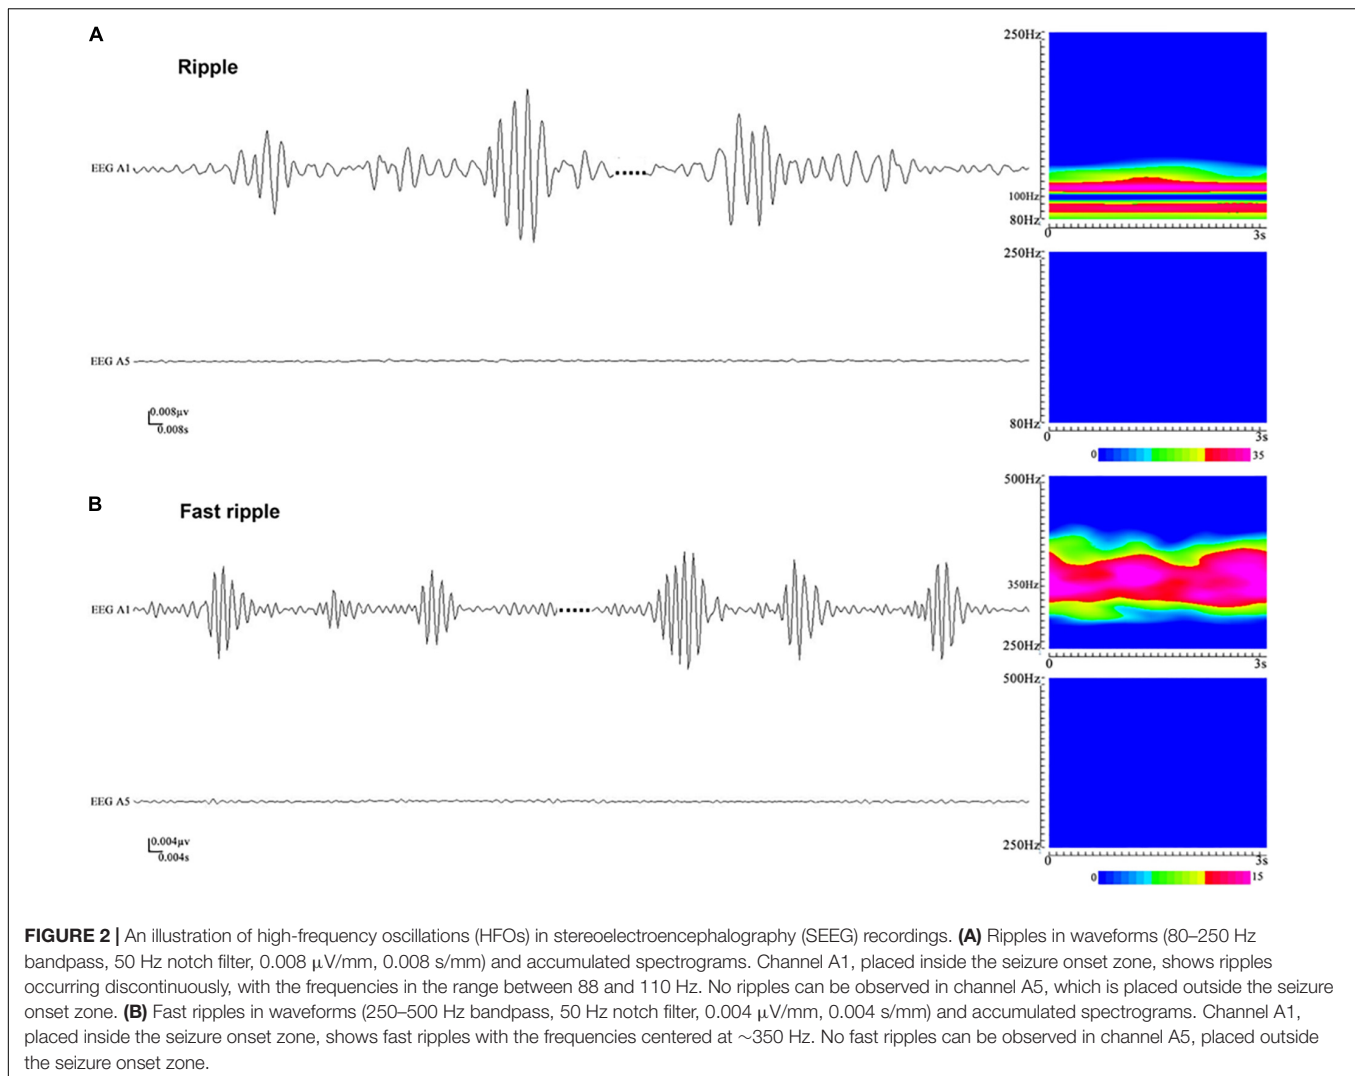 A
Ripple
250Hz
EEG A1
100Hz
80Hz
0 3s
250Hz
EEG A5
0.008μv
0.008s
80Hz
0 3s
0 35
B
Fast ripple
500Hz
EEG A1
350Hz
250Hz
0 3s
500Hz
EEG A5
0.004μv
0.004s
250Hz
0 3s
0 15
FIGURE 2 | An illustration of high-frequency oscillations (HFOs) in stereoelectroencephalography (SEEG) recordings. (A) Ripples in waveforms (80–250 Hz
bandpass, 50 Hz notch filter, 0.008 μV/mm, 0.008 s/mm) and accumulated spectrograms. Channel A1, placed inside the seizure onset zone, shows ripples
occurring discontinuously, with the frequencies in the range between 88 and 110 Hz. No ripples can be observed in channel A5, which is placed outside the seizure
onset zone. (B) Fast ripples in waveforms (250–500 Hz bandpass, 50 Hz notch filter, 0.004 μV/mm, 0.004 s/mm) and accumulated spectrograms. Channel A1,
placed inside the seizure onset zone, shows fast ripples with the frequencies centered at ∼350 Hz. No fast ripples can be observed in channel A5, placed outside
the seizure onset zone.